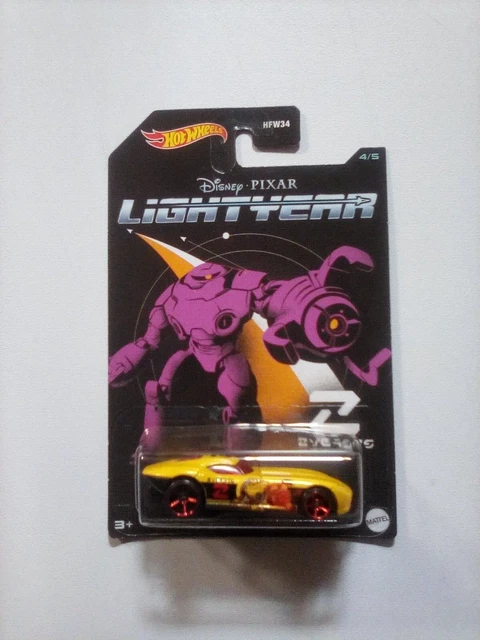 HOT WHEELS
HFW34
4/5
DISNEY · PIXAR
LIGHTYEAR
Z
3+
MATTEL